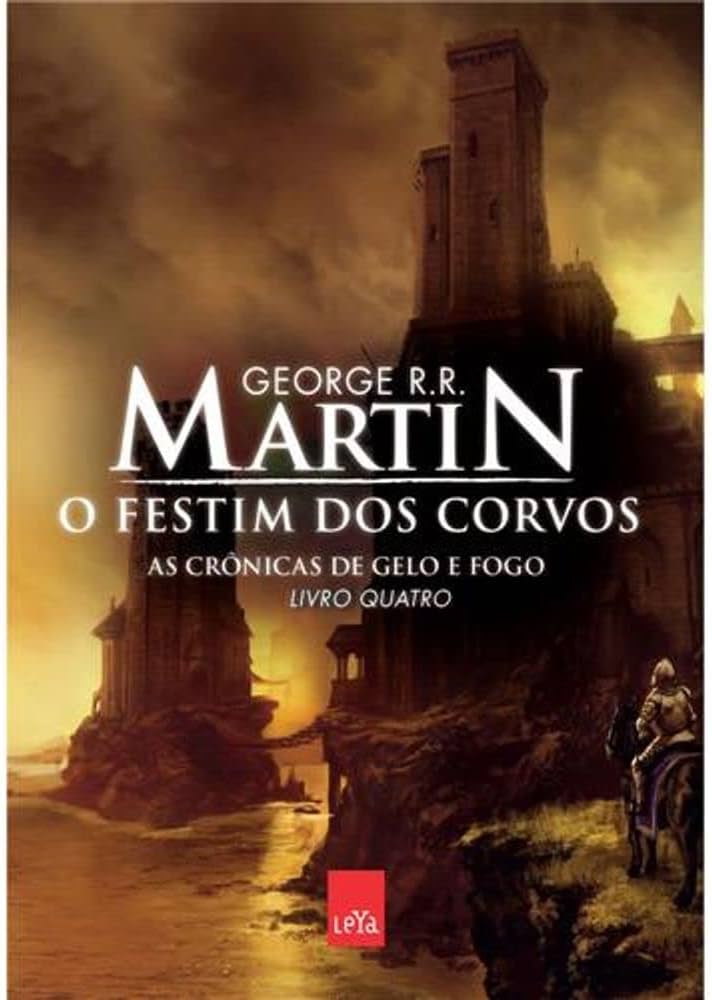 GEORGE R.R.
MARTIN
O FESTIM DOS CORVOS
AS CRÔNICAS DE GELO E FOGO
LIVRO QUATRO
LeYa